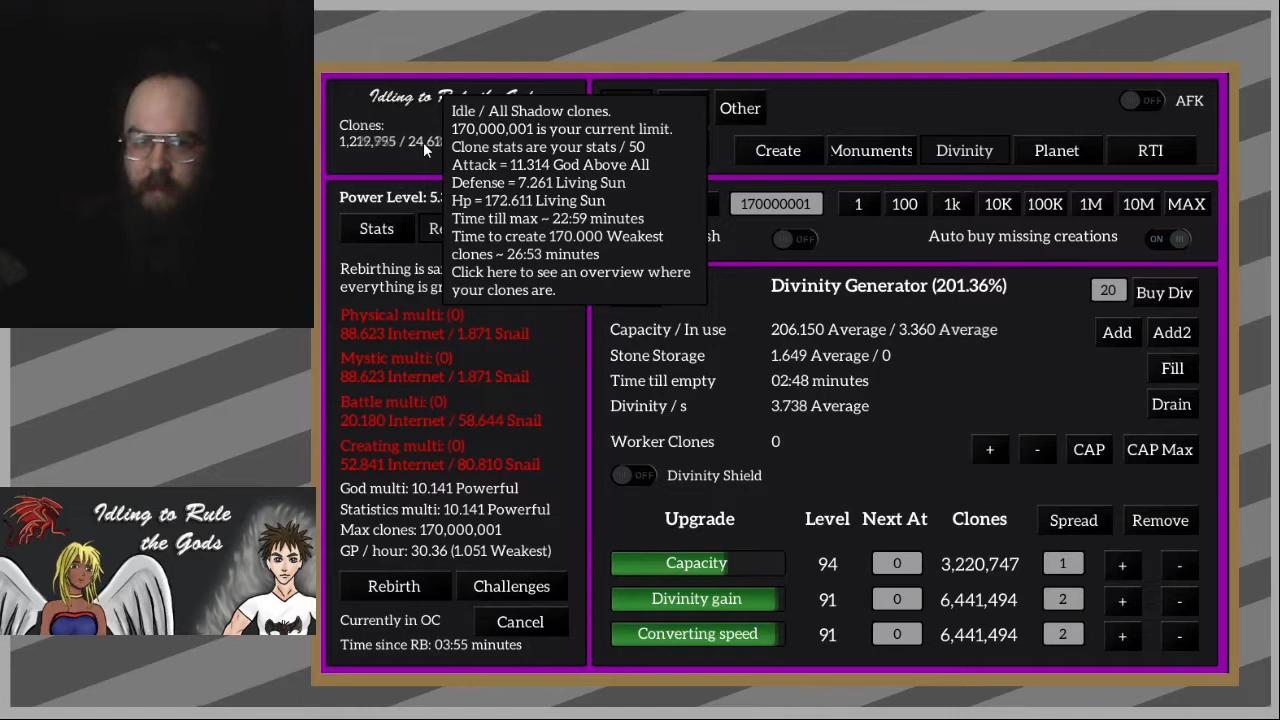 Idling to R
Clones:
1,219,995 / 24,61
Idle / All Shadow clones.
170,000,001 is your current limit.
Clone stats are your stats / 50
Attack = 11.314 God Above All
Defense = 7.261 Living Sun
Hp = 172.611 Living Sun
Time till max ~ 22:59 minutes
Time to create 170.000 Weakest
clones ~ 26:53 minutes
Click here to see an overview where
your clones are.
Other
OFF
AFK
Create
Monuments
Divinity
Planet
RTI
Power Level: 5.
Stats
170000001
1
100
1k
10K
100K
1M
10M
MAX
OFF
Auto buy missing creations
ON
Rebirthing is
everything is
Physical multi: (0)
88.623 Internet / 1.871 Snail
Mystic multi: (0)
88.623 Internet / 1.871 Snail
Battle multi: (0)
20.180 Internet / 58.644 Snail
Creating multi: (0)
52.841 Internet / 80.810 Snail
God multi: 10.141 Powerful
Statistics multi: 10.141 Powerful
Max clones: 170,000,001
GP / hour: 30.36 (1.051 Weakest)
Rebirth
Challenges
Currently in OC
Cancel
Time since RB: 03:55 minutes
Divinity Generator (201.36%)
20
Buy Div
Capacity / In use
206.150 Average / 3.360 Average
Add
Add2
Stone Storage
1.649 Average / 0
Fill
Time till empty
02:48 minutes
Drain
Divinity / s
3.738 Average
Worker Clones
0
+
-
CAP
CAP Max
OFF
Divinity Shield
Upgrade
Level
Next At
Clones
Spread
Remove
Capacity
94
0
3,220,747
1
+
-
Divinity gain
91
0
6,441,494
2
+
-
Converting speed
91
0
6,441,494
2
+
-
Idling to Rule
the Gods